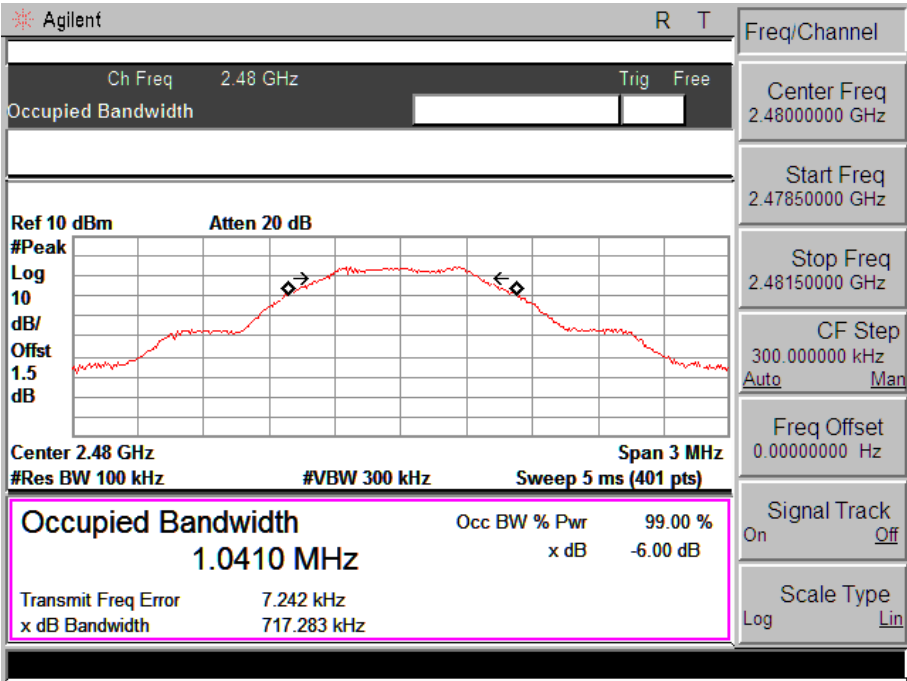 Agilent R T
Ch Freq 2.48 GHz Trig Free
Occupied Bandwidth
Ref 10 dBm Atten 20 dB
#Peak
Log
10
dB/
Offst
1.5
dB
Center 2.48 GHz Span 3 MHz
#Res BW 100 kHz #VBW 300 kHz Sweep 5 ms (401 pts)
Occupied Bandwidth Occ BW % Pwr 99.00 %
1.0410 MHz x dB -6.00 dB
Transmit Freq Error 7.242 kHz
x dB Bandwidth 717.283 kHz
Freq/Channel
Center Freq
2.48000000 GHz
Start Freq
2.47850000 GHz
Stop Freq
2.48150000 GHz
CF Step
300.000000 kHz
Auto Man
Freq Offset
0.00000000 Hz
Signal Track
On Off
Scale Type
Log Lin